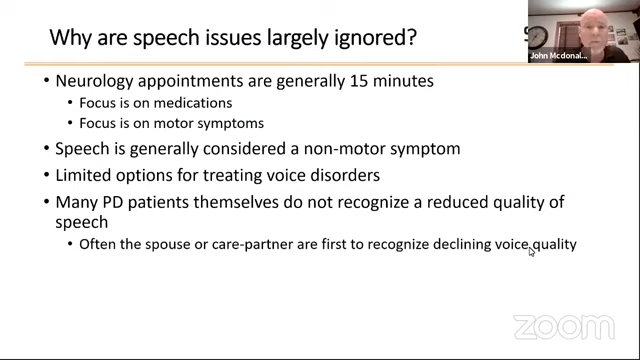 Why are speech issues largely ignored?
John Mcdonal...
• Neurology appointments are generally 15 minutes
• Focus is on medications
• Focus is on motor symptoms
• Speech is generally considered a non-motor symptom
• Limited options for treating voice disorders
• Many PD patients themselves do not recognize a reduced quality of
speech
• Often the spouse or care-partner are first to recognize declining voice quality
zoom